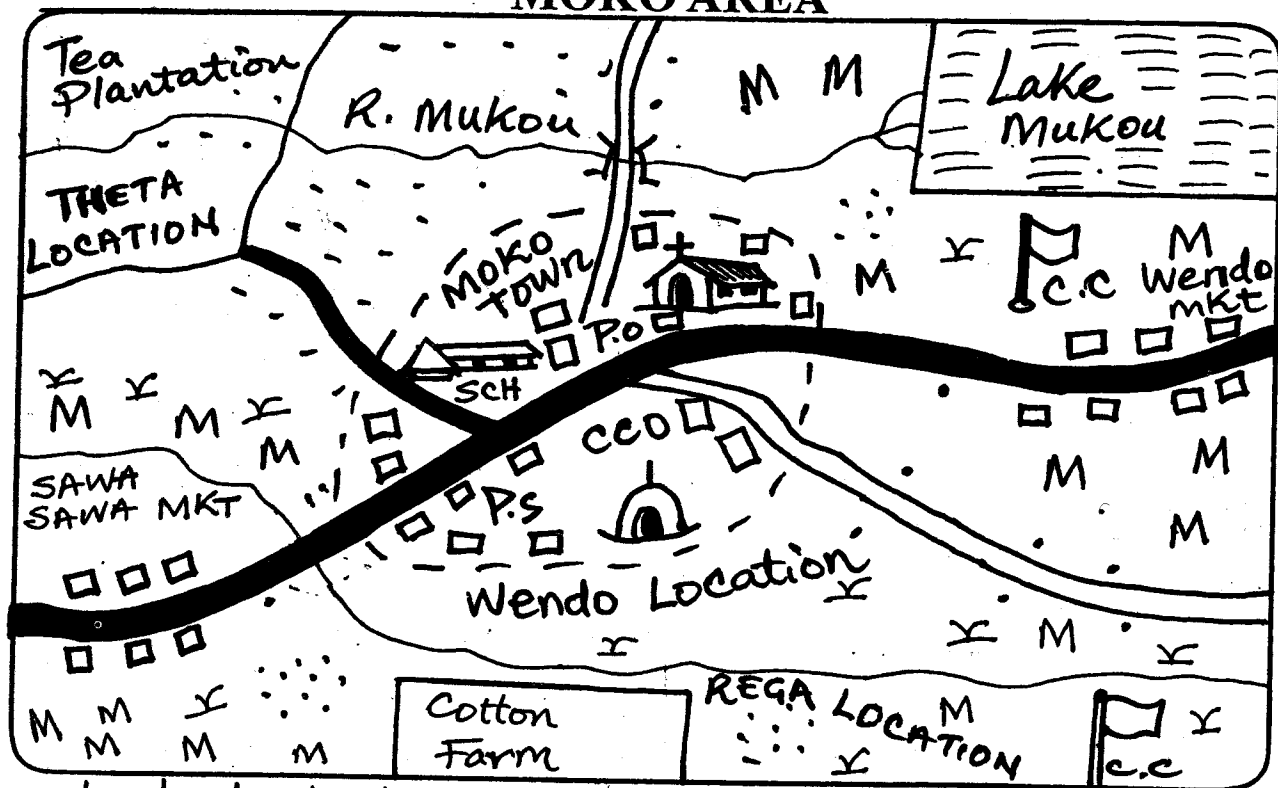 MOKO AREA
Tea
Plantation
R. Mukou
M M
Lake
Mukou
THETA
LOCATION
MOKO
TOWN
M
C.C
M
Wendo
mkt
P.O
SCH
M
M
M
CCO
M
M
M
SAWA
SAWA MKT
P.S
Wendo Location
M
M
M
M
M
M
Cotton
Farm
REGA LOCATION
M
C.C